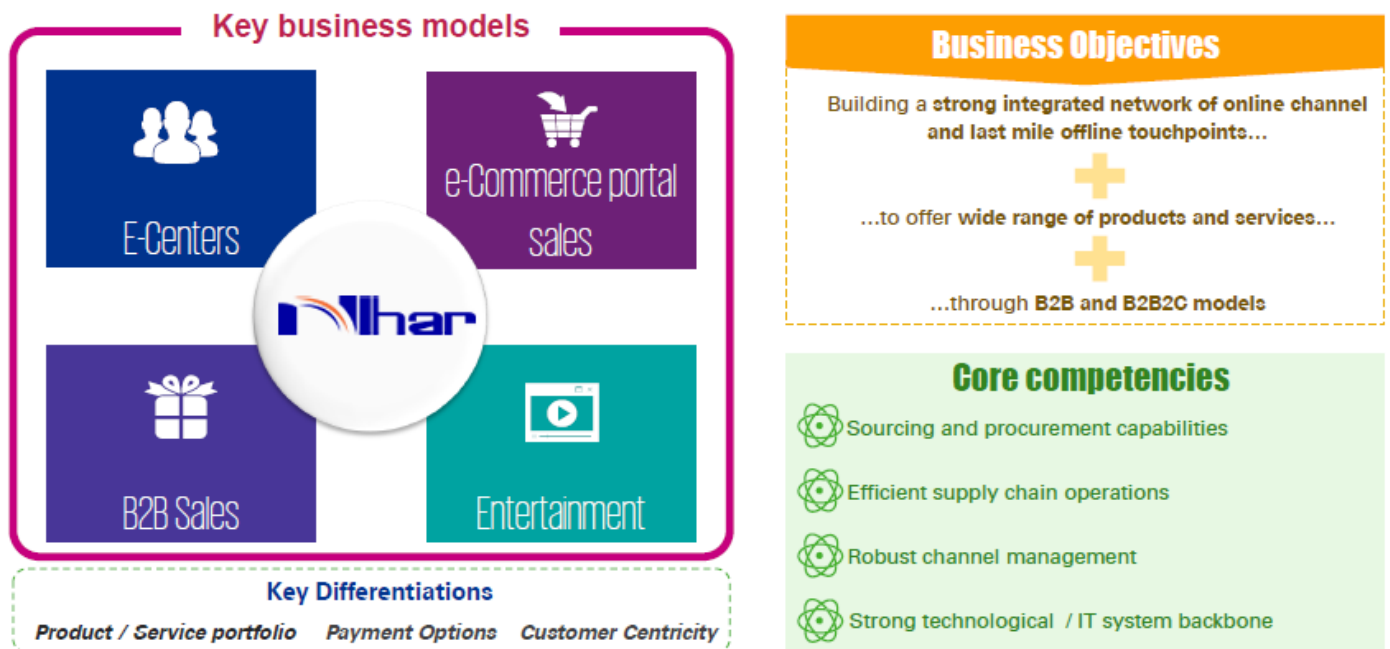 Key business models
E-Centers
e-Commerce portal
sales
Nhar
B2B Sales
Entertainment
Key Differentiations
Product / Service portfolio Payment Options Customer Centricity
Business Objectives
Building a strong integrated network of online channel
and last mile offline touchpoints...
...to offer wide range of products and services...
...through B2B and B2B2C models
Core competencies
Sourcing and procurement capabilities
Efficient supply chain operations
Robust channel management
Strong technological / IT system backbone